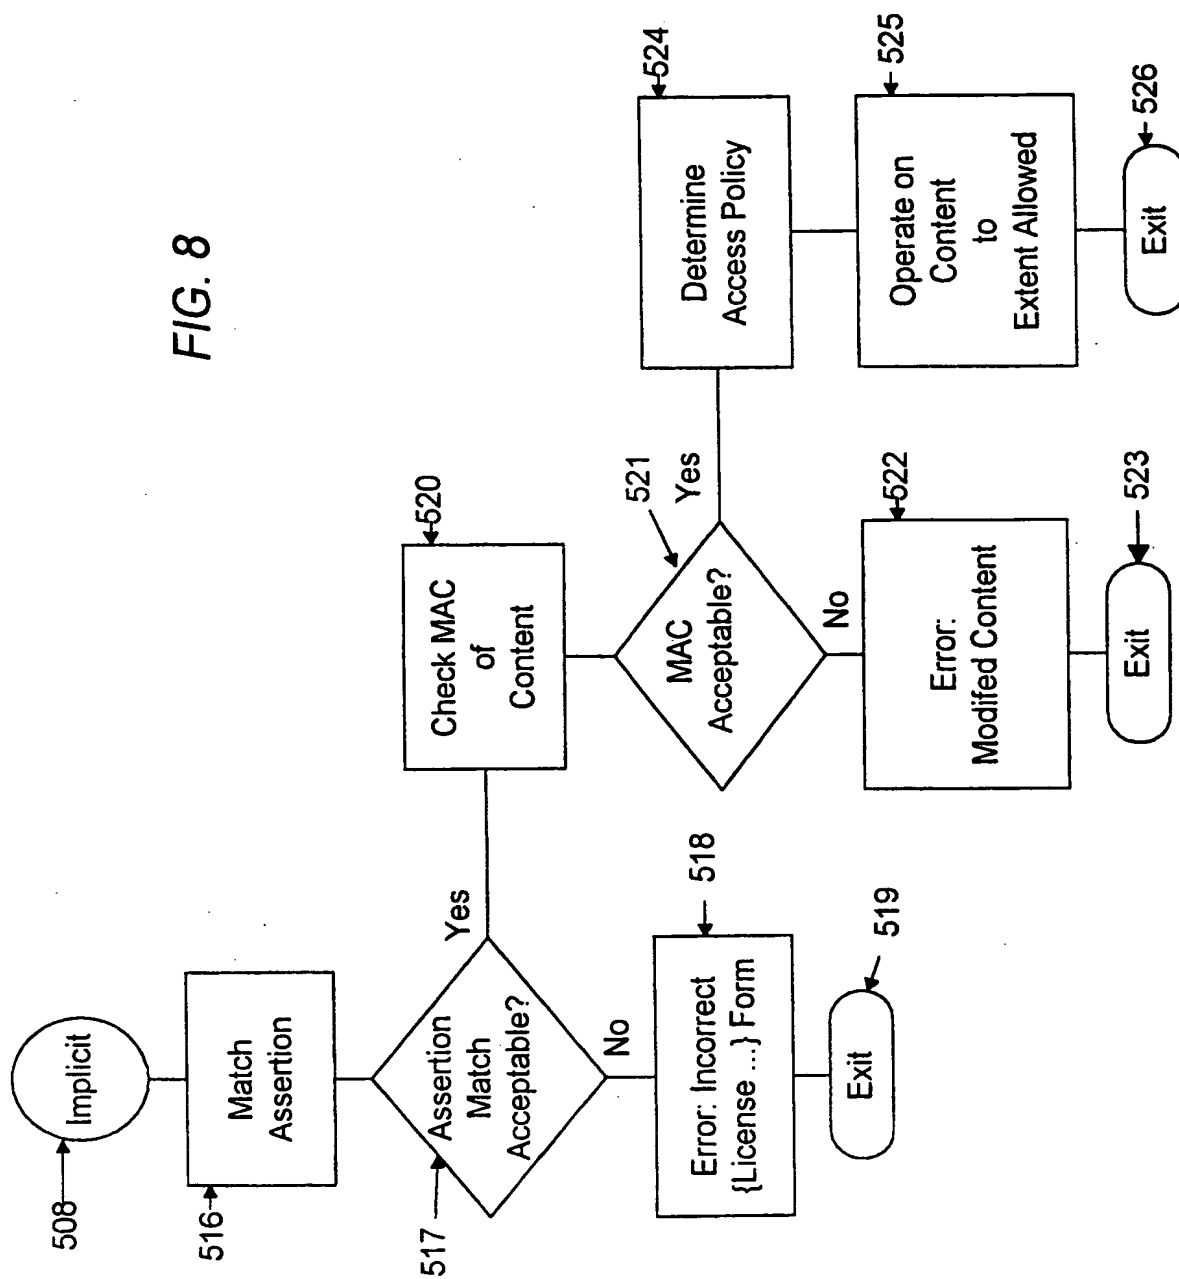 FIG. 8
508
Implicit
516
Match
Assertion
517
Assertion
Match
Acceptable?
Yes
No
518
Error: Incorrect
{License ...} Form
519
Exit
520
Check MAC
of
Content
521
MAC
Acceptable?
Yes
No
522
Error:
Modifed Content
523
Exit
524
Determine
Access Policy
525
Operate on
Content
to
Extent Allowed
526
Exit